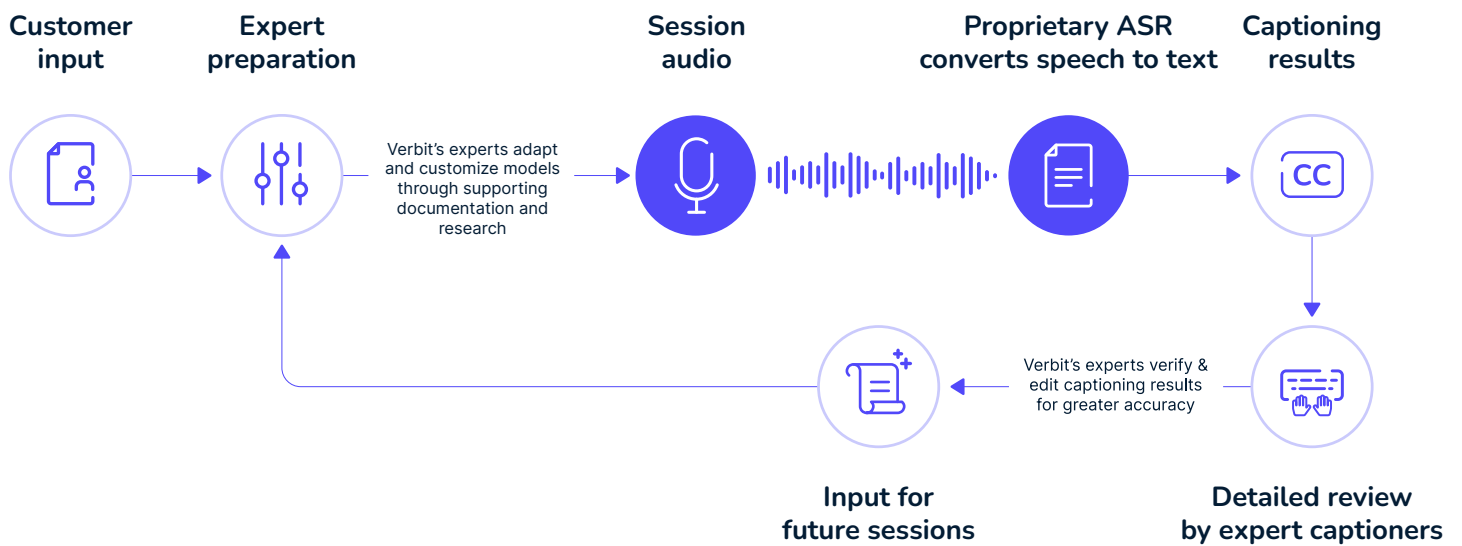 Customer
input
Expert
preparation
Verbit's experts adapt
and customize models
through supporting
documentation and
research
Session
audio
Proprietary ASR
converts speech to text
Captioning
results
CC
Detailed review
by expert captioners
Verbit's experts verify &
edit captioning results
for greater accuracy
Input for
future sessions